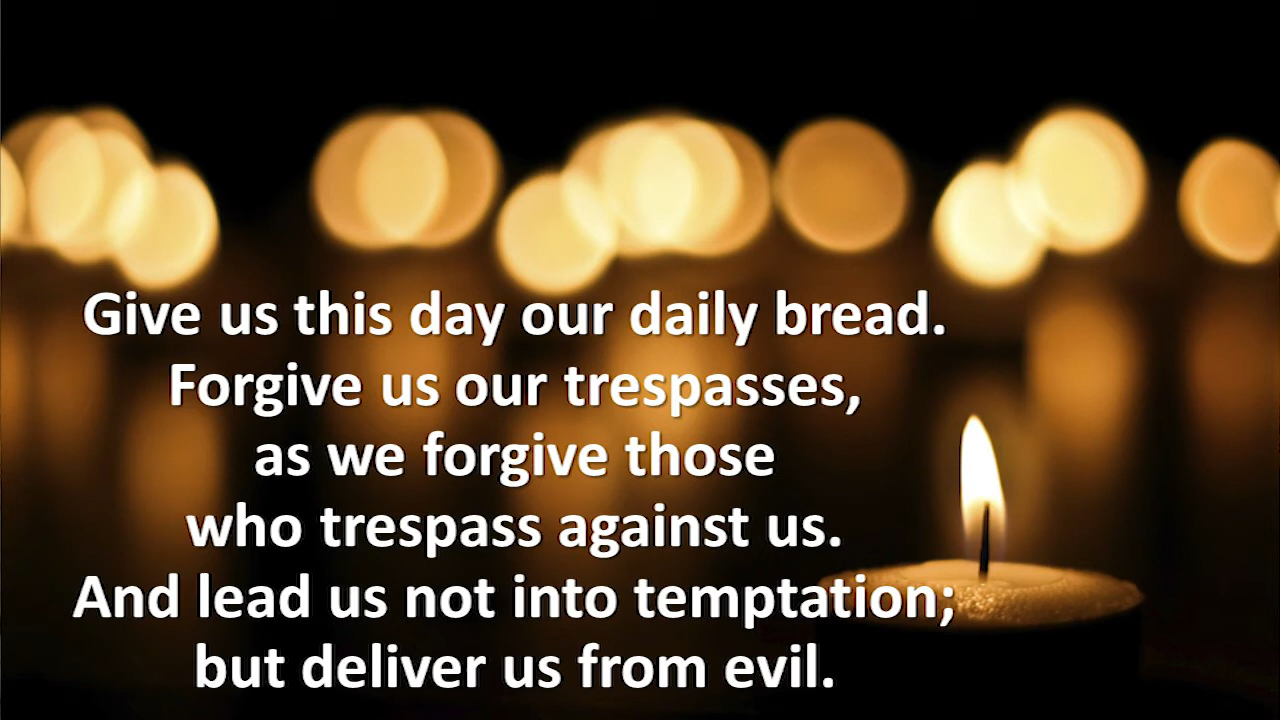 Give us this day our daily bread.
Forgive us our trespasses,
as we forgive those
who trespass against us.
And lead us not into temptation;
but deliver us from evil.